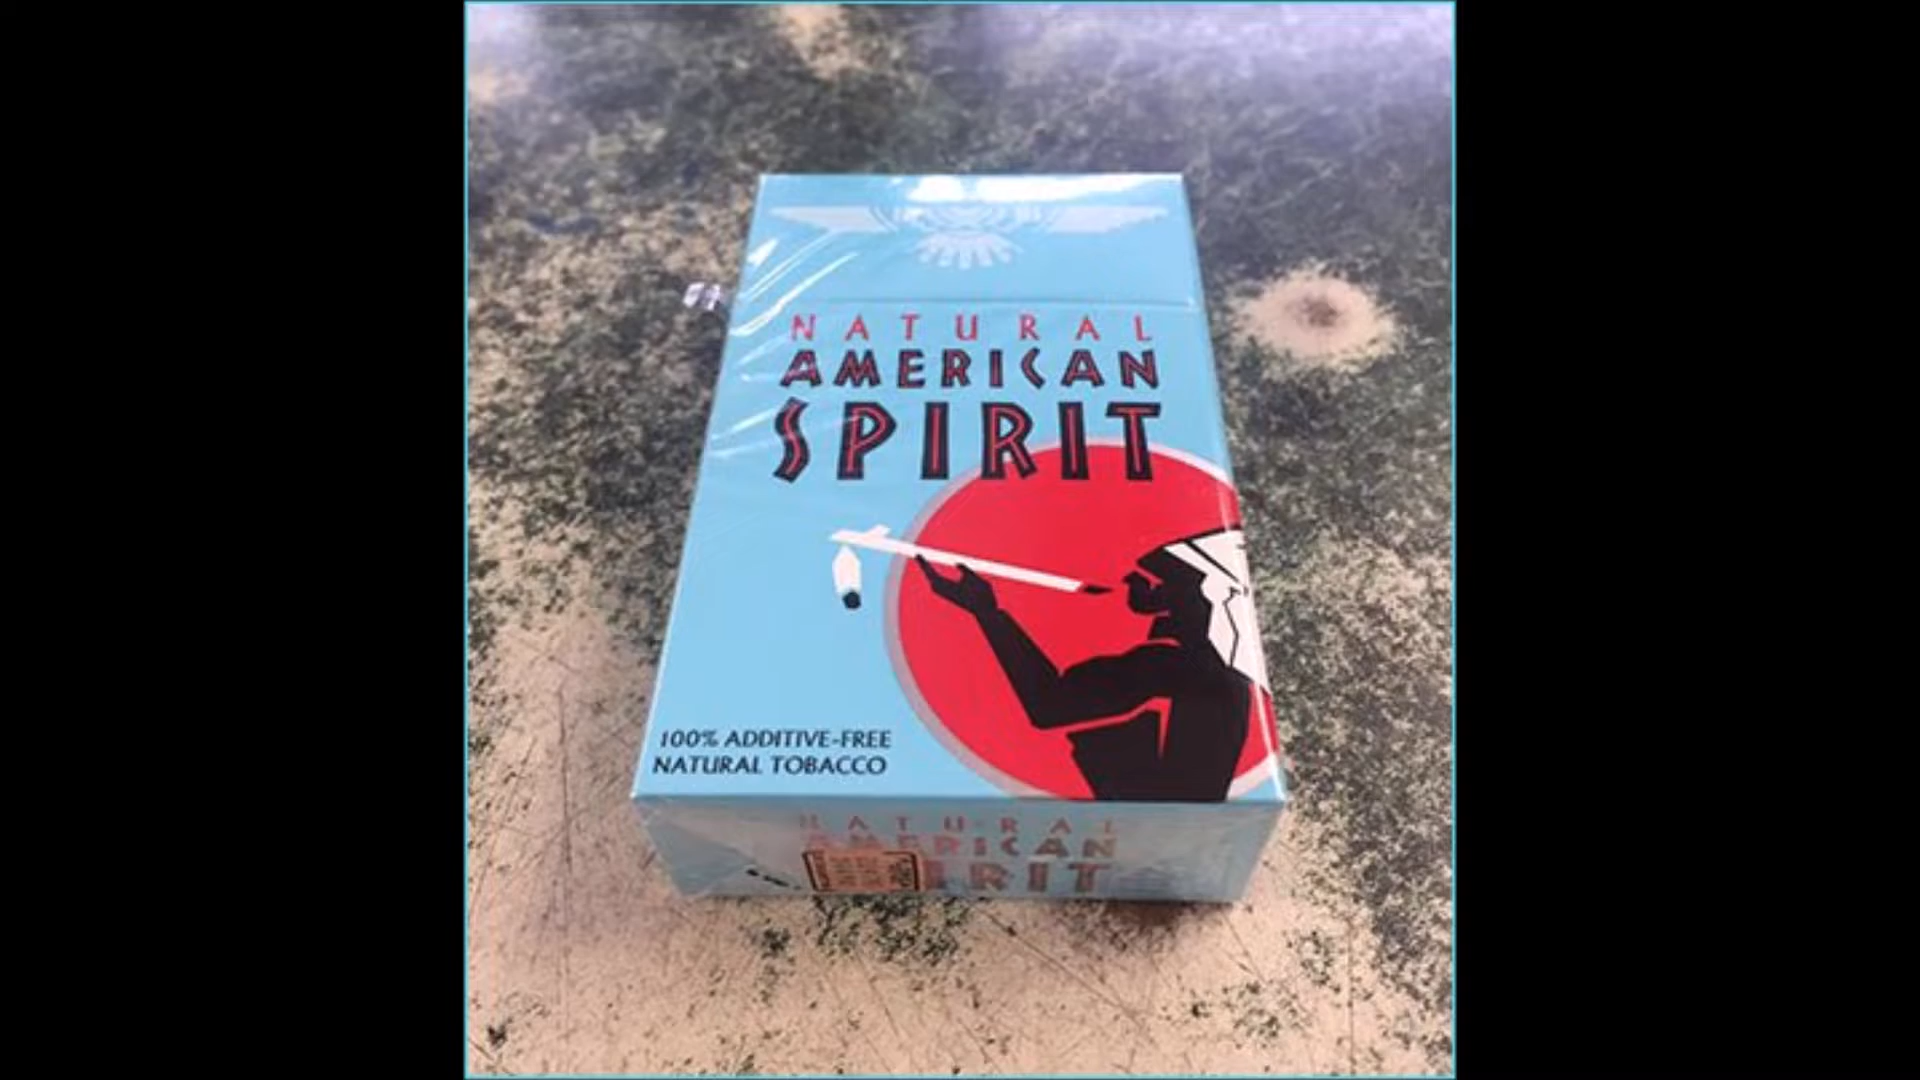 NATURAL
AMERICAN
SPIRIT
100% ADDITIVE-FREE
NATURAL TOBACCO
NATURAL
AMERICAN